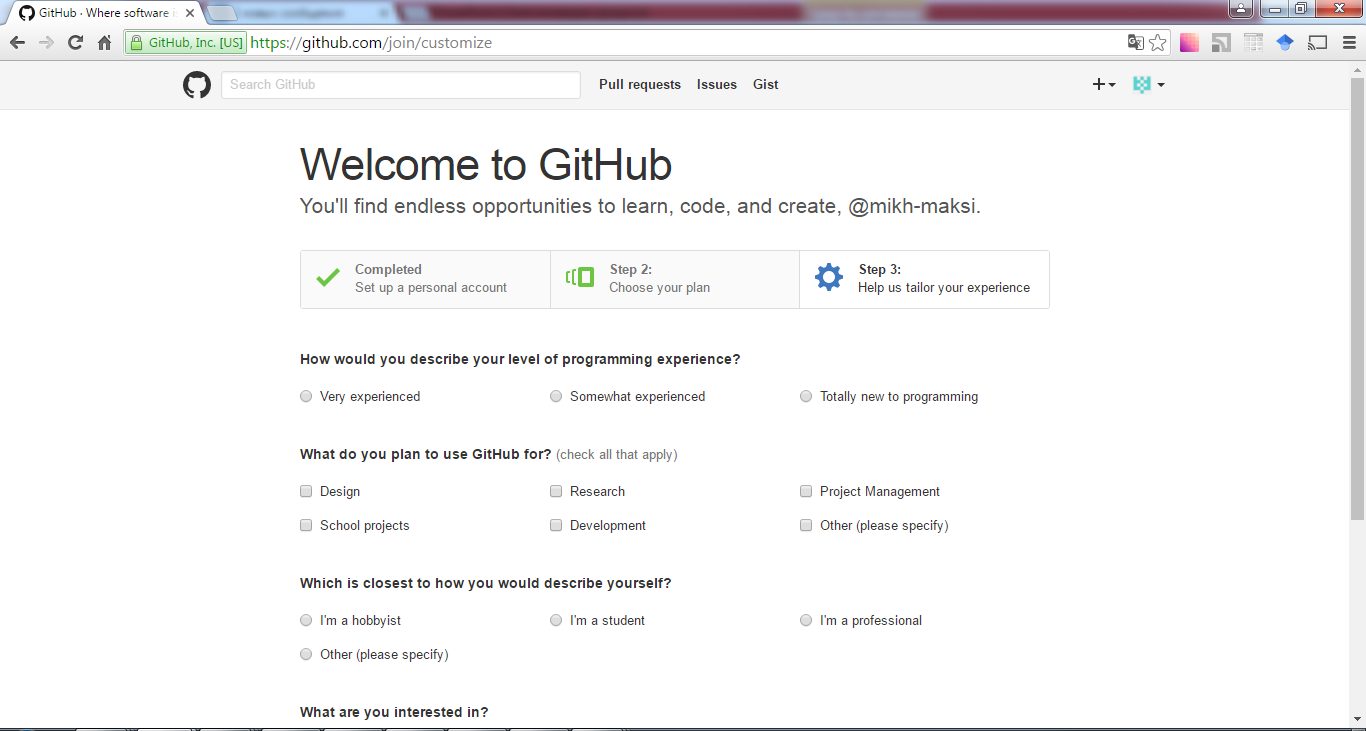 GitHub · Where software i
GitHub, Inc. [US] https://github.com/join/customize
Search GitHub Pull requests Issues Gist
Welcome to GitHub
You'll find endless opportunities to learn, code, and create, @mikh-maksi.
Completed
Set up a personal account
Step 2:
Choose your plan
Step 3:
Help us tailor your experience
How would you describe your level of programming experience?
Very experienced Somewhat experienced Totally new to programming
What do you plan to use GitHub for? (check all that apply)
Design Research Project Management
School projects Development Other (please specify)
Which is closest to how you would describe yourself?
I'm a hobbyist I'm a student I'm a professional
Other (please specify)
What are you interested in?